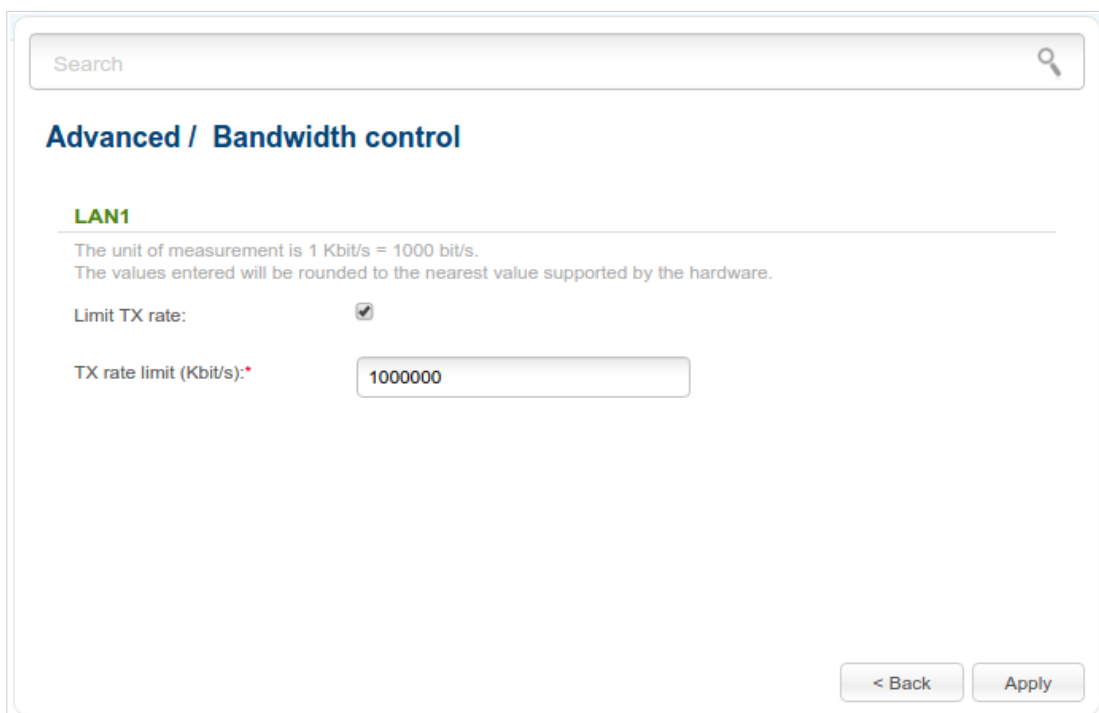 Search
Advanced / Bandwidth control
LAN1
The unit of measurement is 1 Kbit/s = 1000 bit/s.
The values entered will be rounded to the nearest value supported by the hardware.
Limit TX rate:
TX rate limit (Kbit/s):* 1000000
< Back Apply